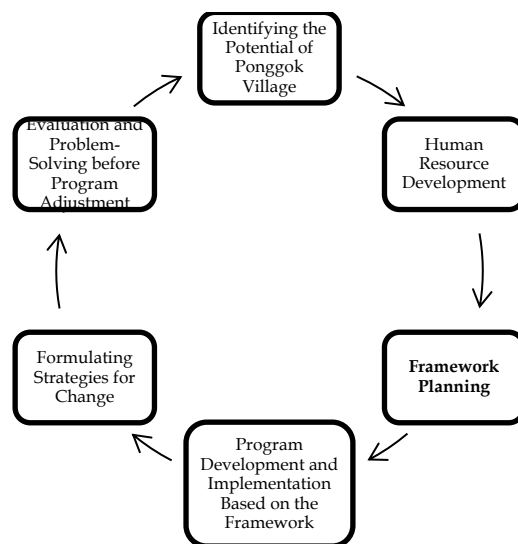 Identifying the
Potential of
Ponggok
Village
Human
Resource
Development
Framework
Planning
Program
Development and
Implementation
Based on the
Framework
Formulating
Strategies for
Change
Evaluation and
Problem-
Solving before
Program
Adjustment